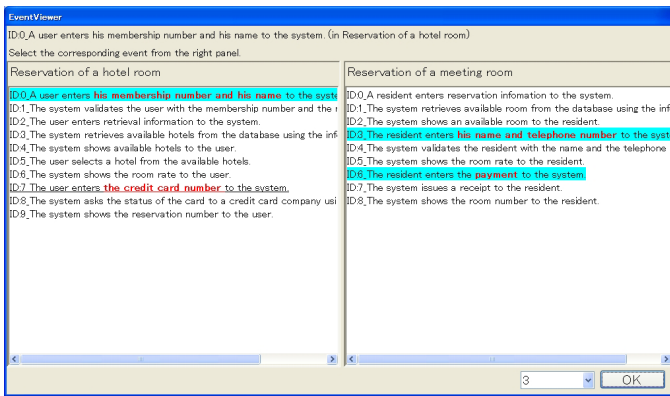 EventViewer
ID:0_A user enters his membership number and his name to the system. (in Reservation of a hotel room)
Select the corresponding event from the right panel.
Reservation of a hotel room
ID:0_A user enters his membership number and his name to the syste
ID:1_The system validates the user with the membership number and the
ID:2_The user enters retrieval information to the system.
ID:3_The system retrieves available hotels from the database using the inf
ID:4_The system shows available hotels to the user.
ID:5_The user selects a hotel from the available hotels.
ID:6_The system shows the room rate to the user.
ID:7_The user enters the credit card number to the system.
ID:8_The system asks the status of the card to a credit card company usi
ID:9_The system shows the reservation number to the user.
Reservation of a meeting room
ID:0_A resident enters reservation infomation to the system.
ID:1_The system retrieves available room from the database using the inf
ID:2_The system shows an available room to the resident.
ID:3_The resident enters his name and telephone number to the syst
ID:4_The system validates the resident with the name and the telephone
ID:5_The system shows the room rate to the resident.
ID:6_The resident enters the payment to the system.
ID:7_The system issues a receipt to the resident.
ID:8_The system shows the room number to the resident.
3
OK